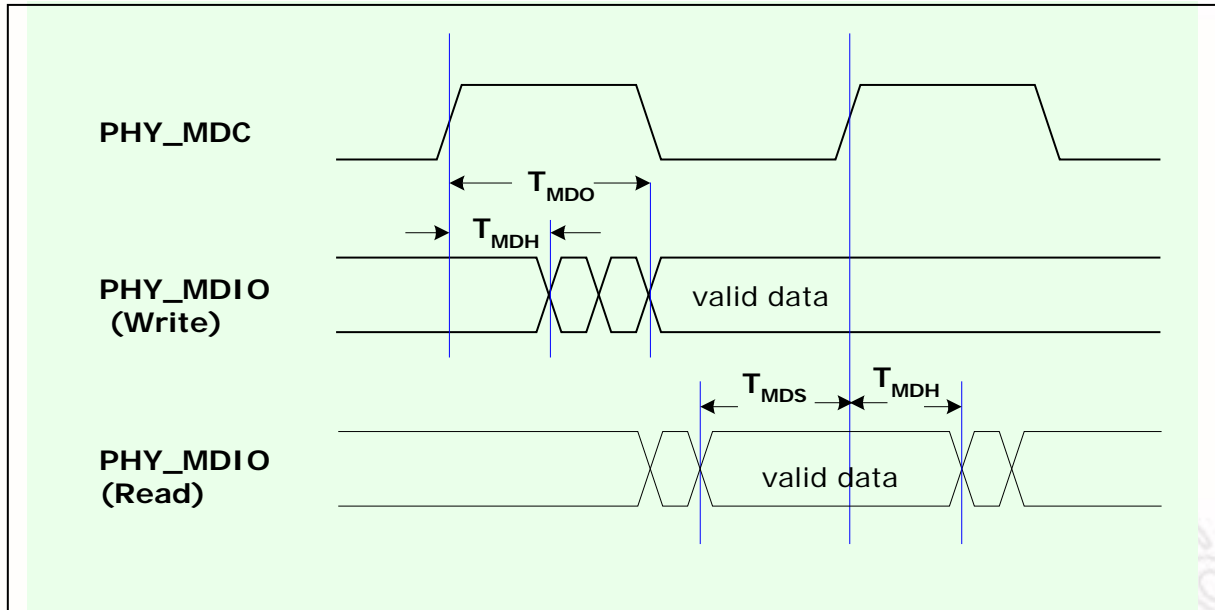 PHY_MDC
TMDO
TMDH
PHY_MDIO
(Write)
valid data
TMDS
TMDH
PHY_MDIO
(Read)
valid data